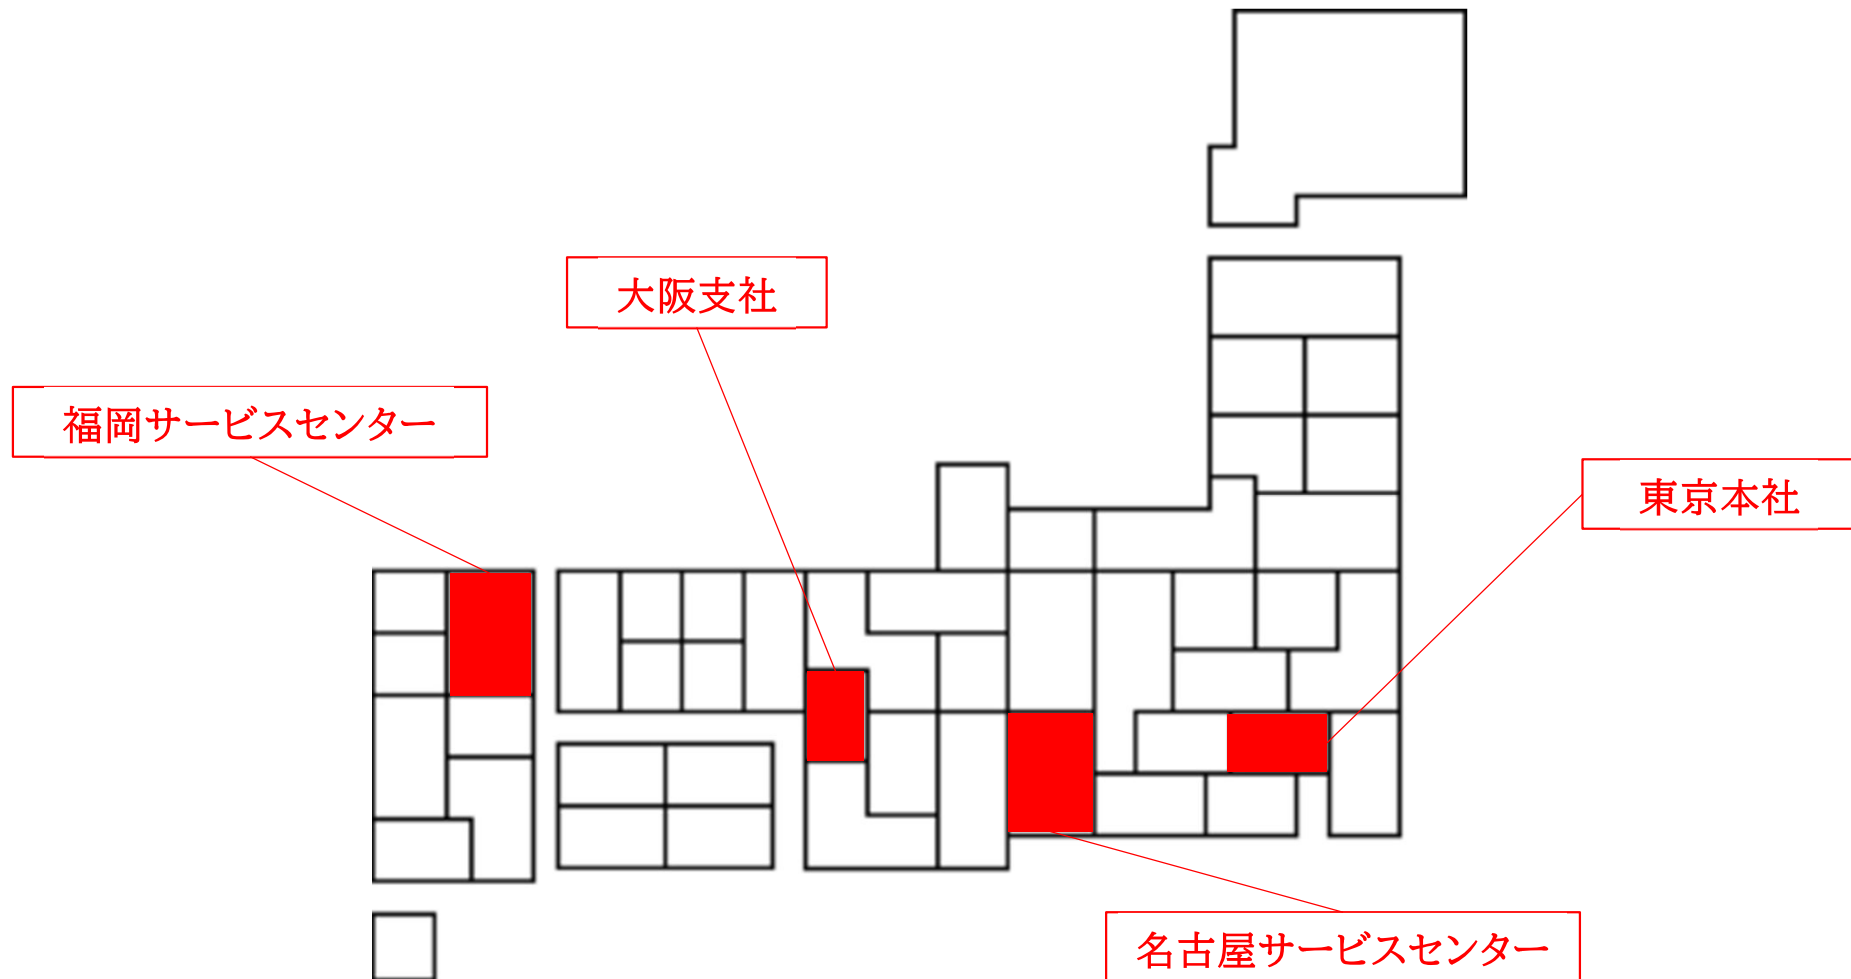 大阪支社
福岡サービスセンター
東京本社
名古屋サービスセンター